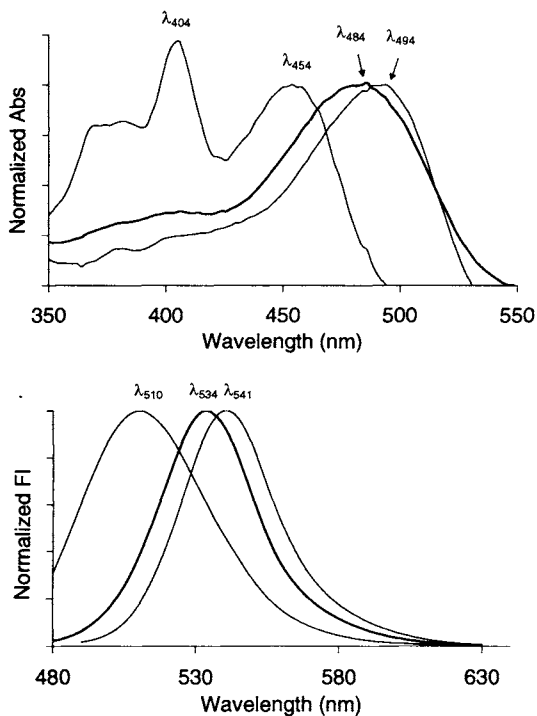 λ404
λ454
λ484
λ494
Normalized Abs
350
400
450
500
550
Wavelength (nm)
λ510
λ534
λ541
Normalized FI
480
530
580
630
Wavelength (nm)